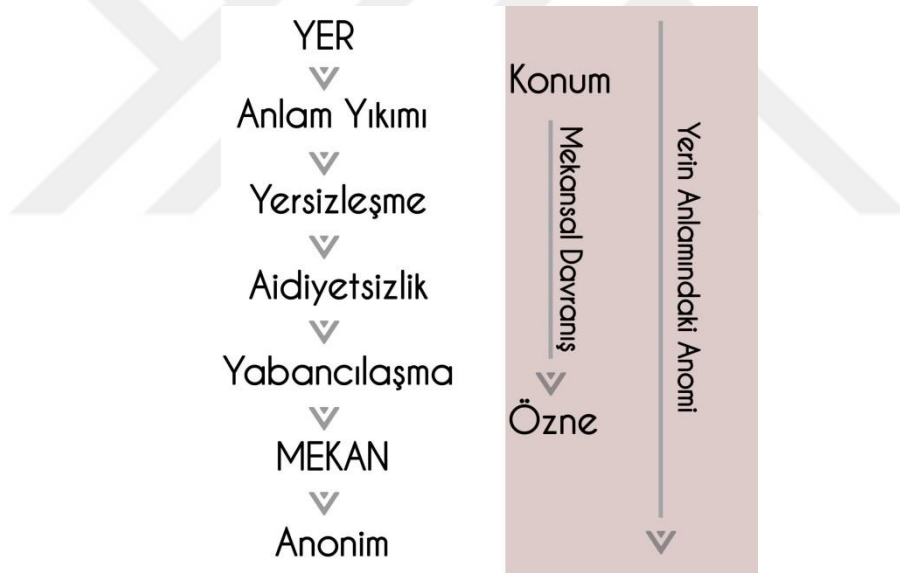 YER
Anlam Yıkımı
Yersizleşme
Aidiyetsizlik
Yabancılaşma
MEKAN
Anonim
Konum
Mekansal Davranış
Özne
Yerin Anlamındaki Anomi